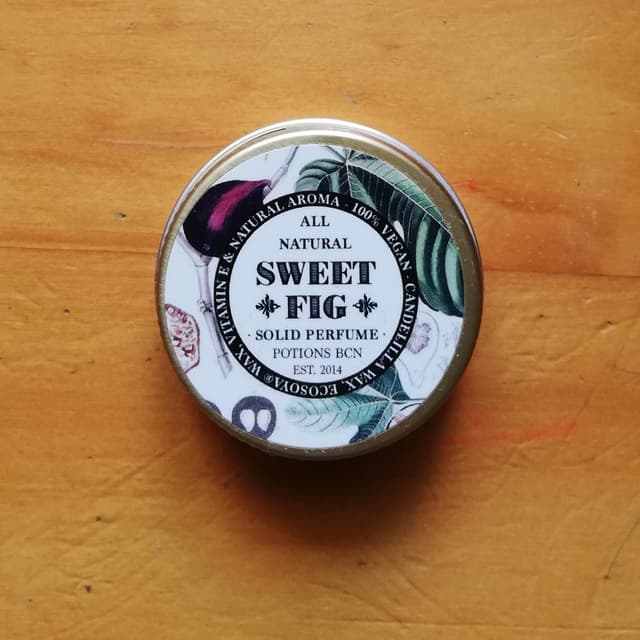 ALL
NATURAL
SWEET
FIG
· SOLID PERFUME ·
POTIONS BCN
EST. 2014
100% VEGAN · CANDELILLA WAX, ECOSOYA® WAX, VITAMIN E & NATURAL AROMA ·